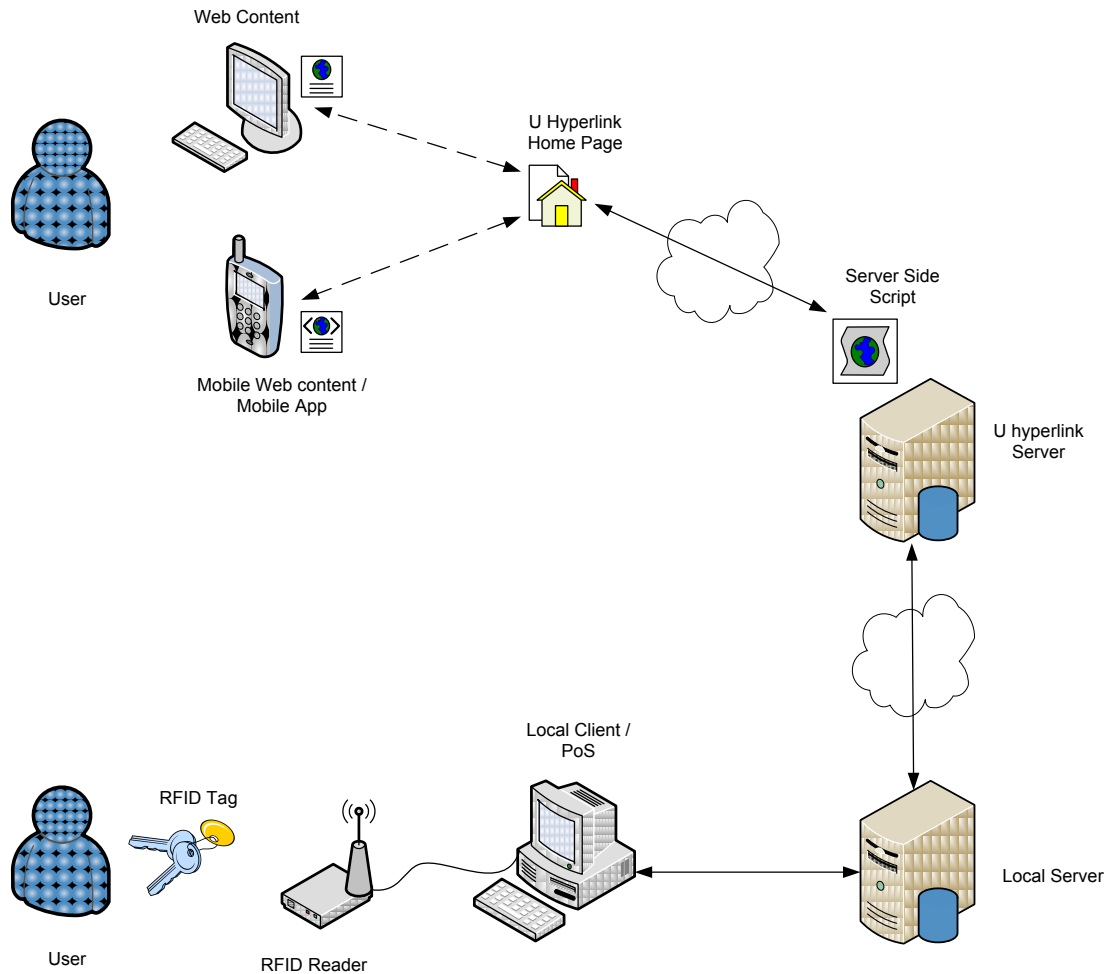 Web Content
U Hyperlink
Home Page
User
Server Side
Script
Mobile Web content /
Mobile App
U hyperlink
Server
Local Client /
PoS
RFID Tag
Local Server
User
RFID Reader